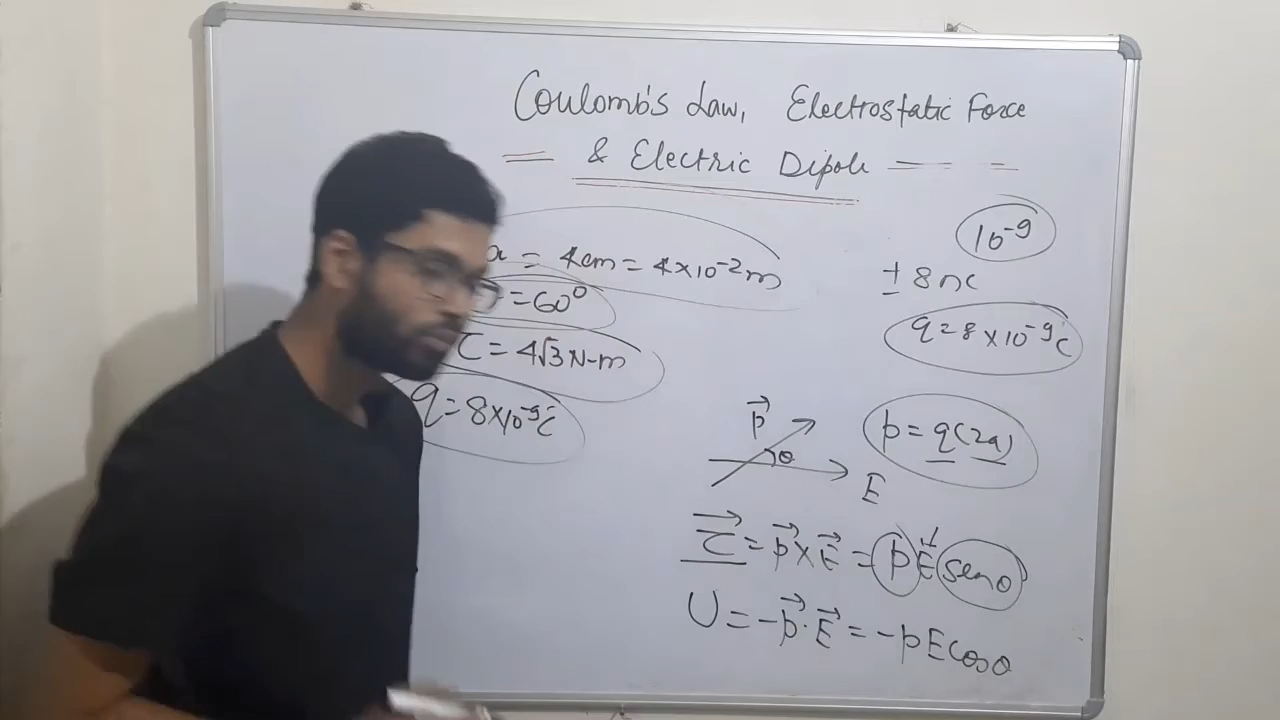 Coulomb's Law, Electrostatic Force
& Electric Dipole
a = 4cm = 4×10⁻²m
= 60⁰
τ = 4√3 N-m
q = 8×10⁻⁹C
10⁻⁹
± 8nC
q = 8×10⁻⁹C
p⃗
θ
E
p = q(2a)
τ⃗ = p⃗ × E⃗ = pE sinθ
U = -p⃗·E⃗ = -pE cosθ